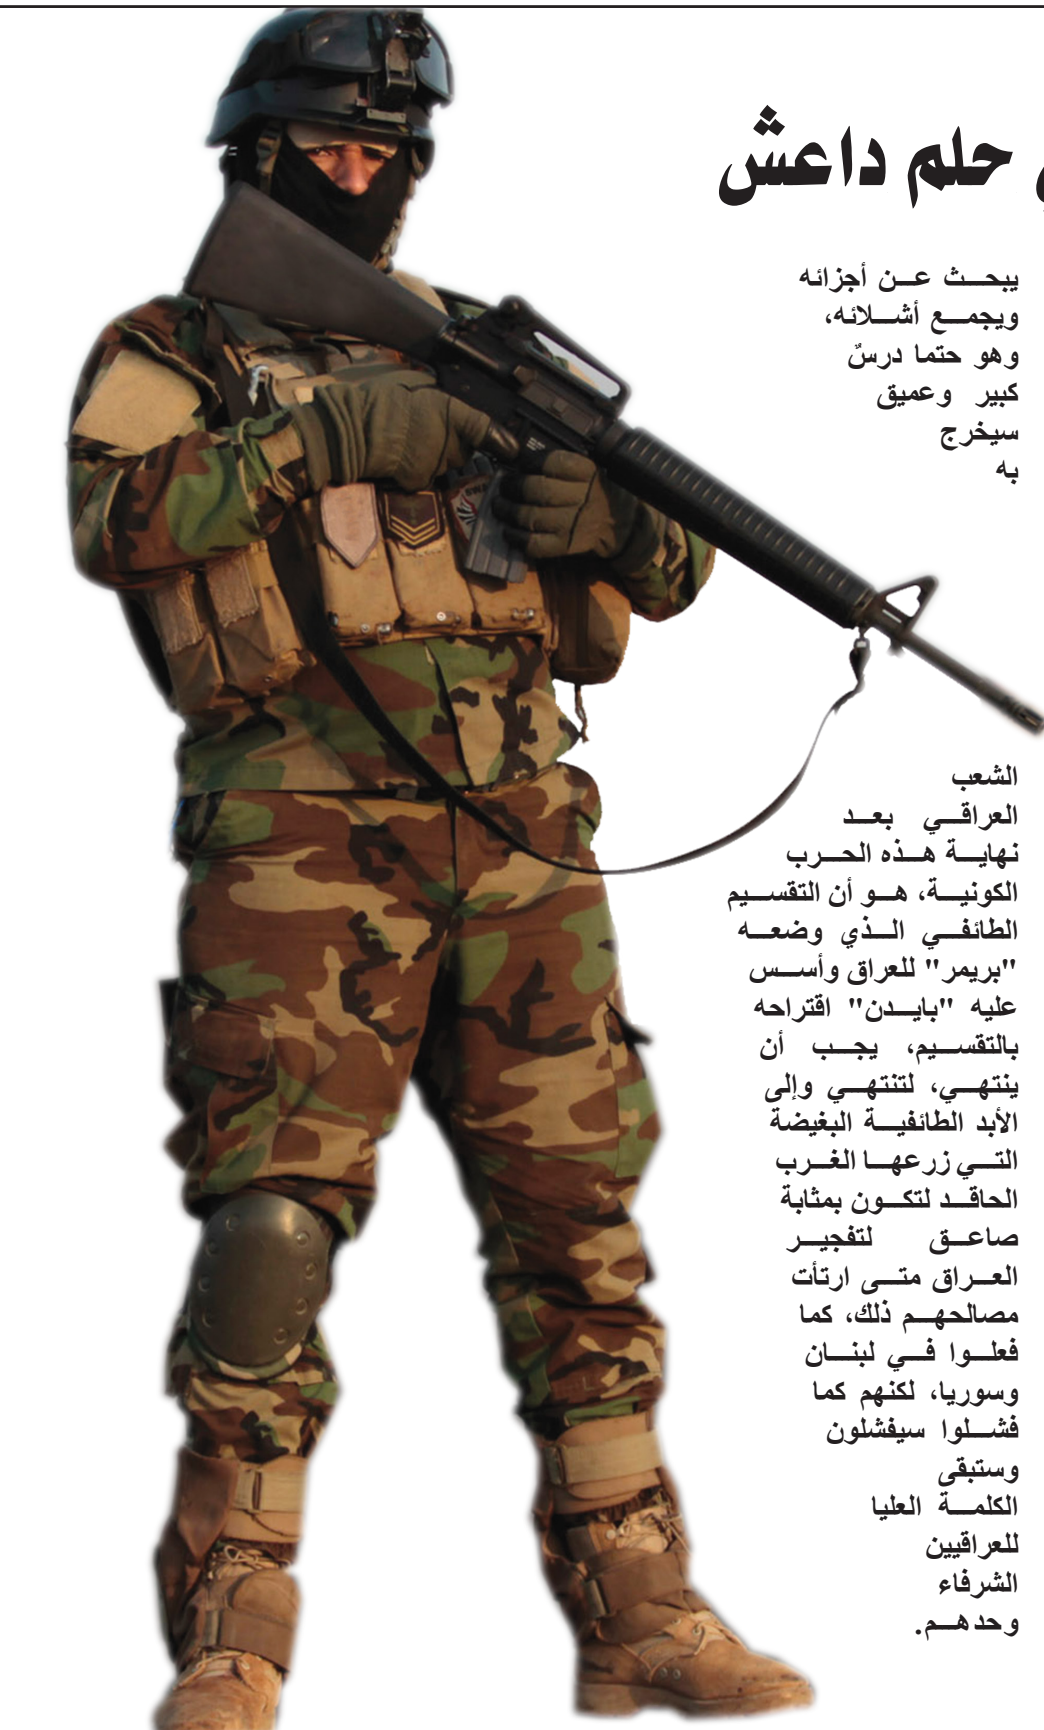 حلم داعش
يبحث عن أجزائه
ويجمع أشلائه،
وهو حتما درسٌ
كبير وعميق
سيخرج
به
الشعب
العراقي بعد
نهاية هذه الحرب
الكونية، هو أن التقسيم
الطائفي الذي وضعه
"بريمر" للعراق وأسس
عليه "بايدن" اقتراحه
بالتقسيم، يجب أن
ينتهي، لتنتهي وإلى
الأبد الطائفية البغيضة
التي زرعها الغرب
الحاقد لتكون بمثابة
صاعق لتفجير
العراق متى ارتأت
مصالحهم ذلك، كما
فعلوا في لبنان
وسوريا، لكنهم كما
فشلوا سيفشلون
وستبقى
الكلمة العليا
للعراقيين
الشرفاء
وحدهم.